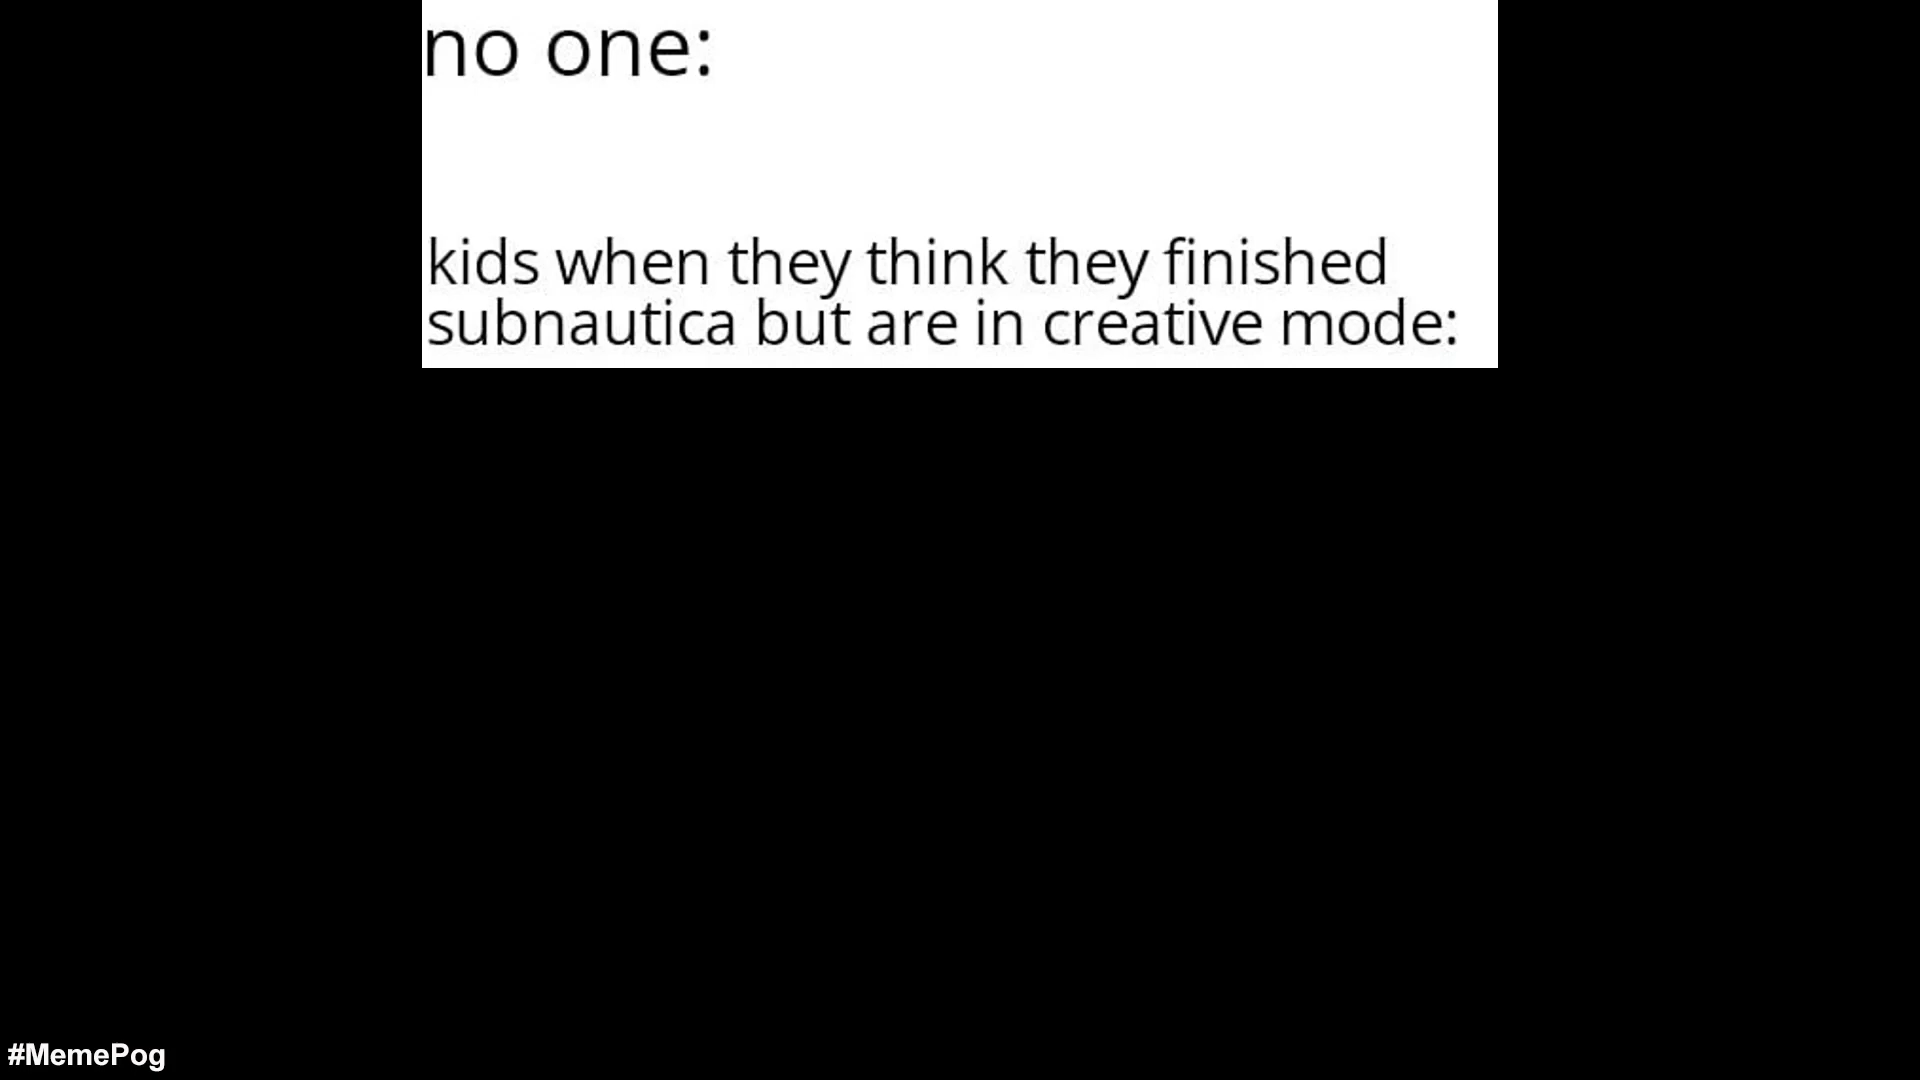 no one:
kids when they think they finished
subnautica but are in creative mode:
#MemePog